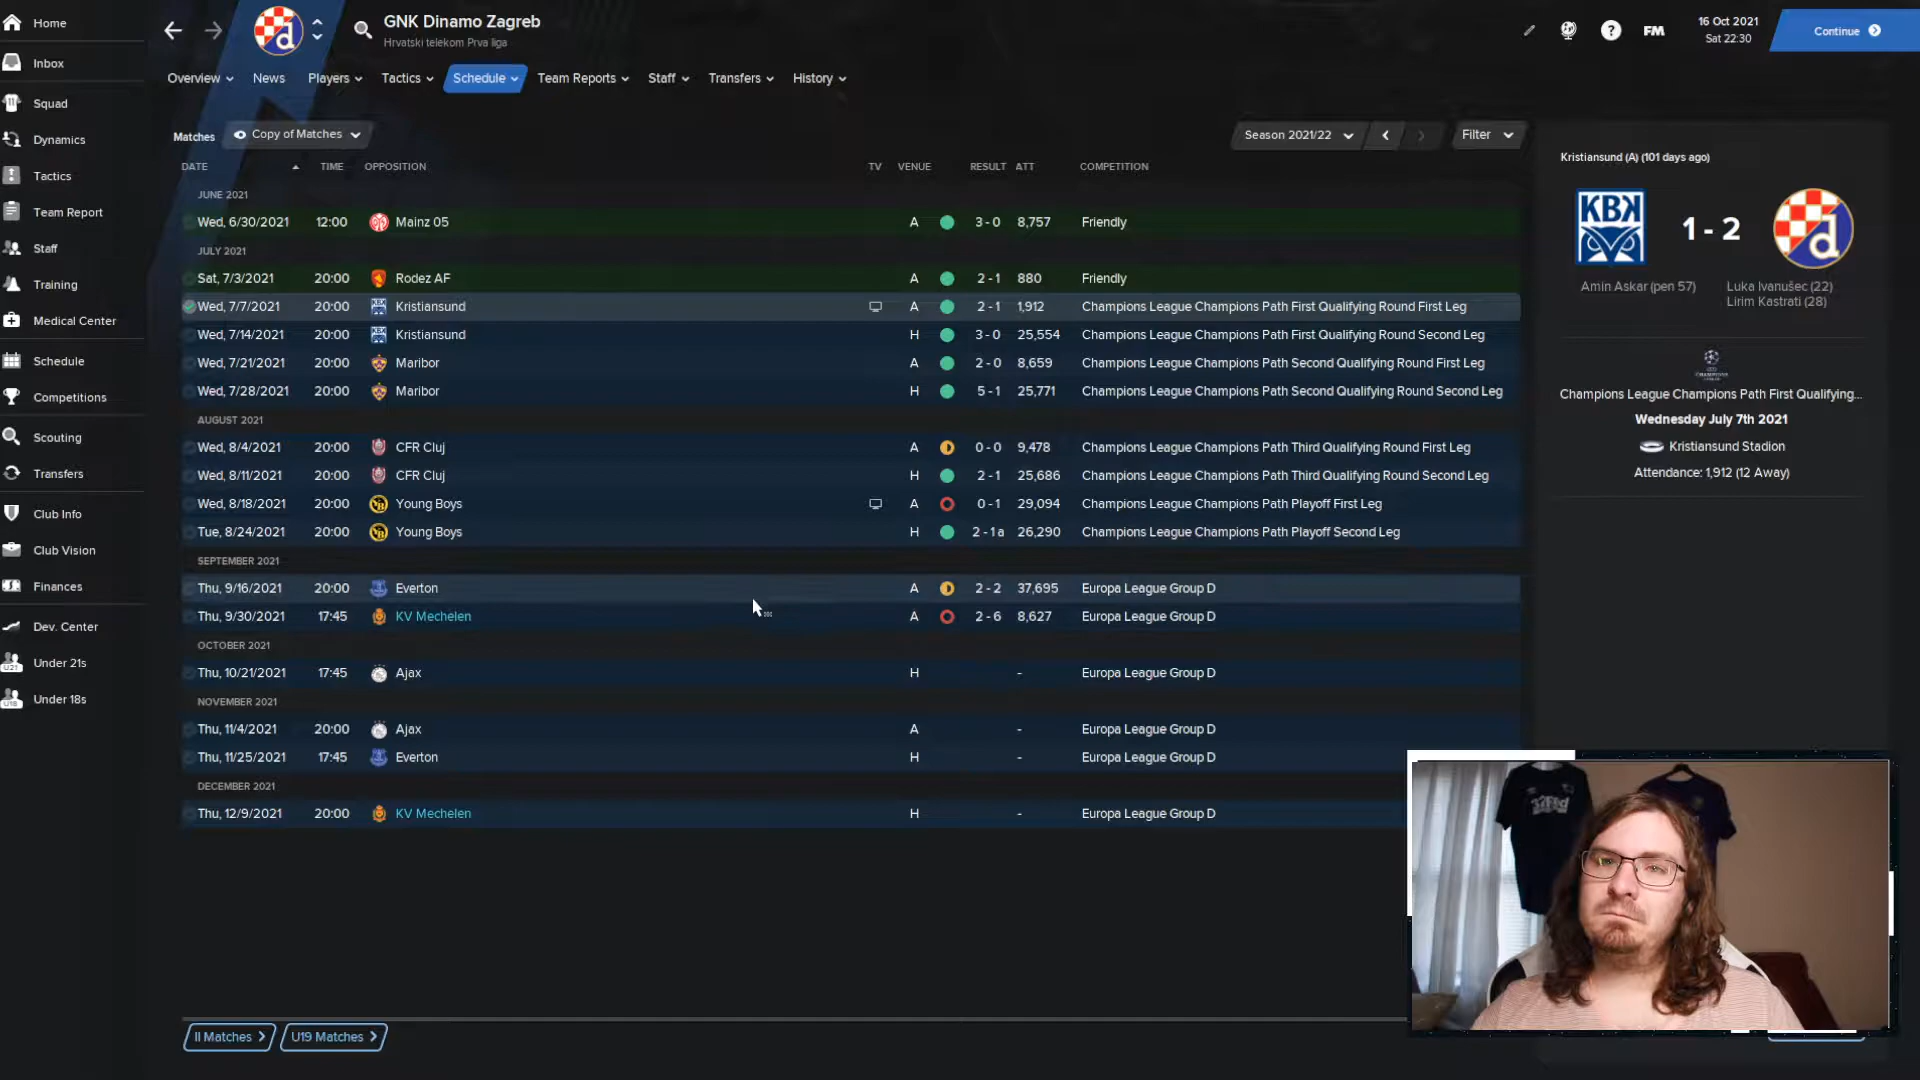 Home
Inbox
Squad
Dynamics
Tactics
Team Report
Staff
Training
Medical Center
Schedule
Competitions
Scouting
Transfers
Club Info
Club Vision
Finances
Dev. Center
Under 21s
Under 18s
GNK Dinamo Zagreb
Hrvatski telekom Prva liga
FM
16 Oct 2021
Sat 22:30
Continue
Overview News Players Tactics Schedule Team Reports Staff Transfers History
Matches Copy of Matches Season 2021/22 Filter
DATE TIME OPPOSITION TV VENUE RESULT ATT COMPETITION
JUNE 2021
Wed, 6/30/2021 12:00 Mainz 05 A 3 - 0 8,757 Friendly
JULY 2021
Sat, 7/3/2021 20:00 Rodez AF A 2 - 1 880 Friendly
Wed, 7/7/2021 20:00 Kristiansund A 2 - 1 1,912 Champions League Champions Path First Qualifying Round First Leg
Wed, 7/14/2021 20:00 Kristiansund H 3 - 0 25,554 Champions League Champions Path First Qualifying Round Second Leg
Wed, 7/21/2021 20:00 Maribor A 2 - 0 8,659 Champions League Champions Path Second Qualifying Round First Leg
Wed, 7/28/2021 20:00 Maribor H 5 - 1 25,771 Champions League Champions Path Second Qualifying Round Second Leg
AUGUST 2021
Wed, 8/4/2021 20:00 CFR Cluj A 0 - 0 9,478 Champions League Champions Path Third Qualifying Round First Leg
Wed, 8/11/2021 20:00 CFR Cluj H 2 - 1 25,686 Champions League Champions Path Third Qualifying Round Second Leg
Wed, 8/18/2021 20:00 Young Boys A 0 - 1 29,094 Champions League Champions Path Playoff First Leg
Tue, 8/24/2021 20:00 Young Boys H 2 - 1 a 26,290 Champions League Champions Path Playoff Second Leg
SEPTEMBER 2021
Thu, 9/16/2021 20:00 Everton A 2 - 2 37,695 Europa League Group D
Thu, 9/30/2021 17:45 KV Mechelen A 2 - 6 8,627 Europa League Group D
OCTOBER 2021
Thu, 10/21/2021 17:45 Ajax H - Europa League Group D
NOVEMBER 2021
Thu, 11/4/2021 20:00 Ajax A - Europa League Group D
Thu, 11/25/2021 17:45 Everton H - Europa League Group D
DECEMBER 2021
Thu, 12/9/2021 20:00 KV Mechelen H - Europa League Group D
II Matches U19 Matches
Kristiansund (A) (101 days ago)
KBK 1 - 2 d
Amin Askar (pen 57) Luka Ivanušec (22)
Lirim Kastrati (28)
Champions League Champions Path First Qualifying...
Wednesday July 7th 2021
Kristiansund Stadion
Attendance: 1,912 (12 Away)